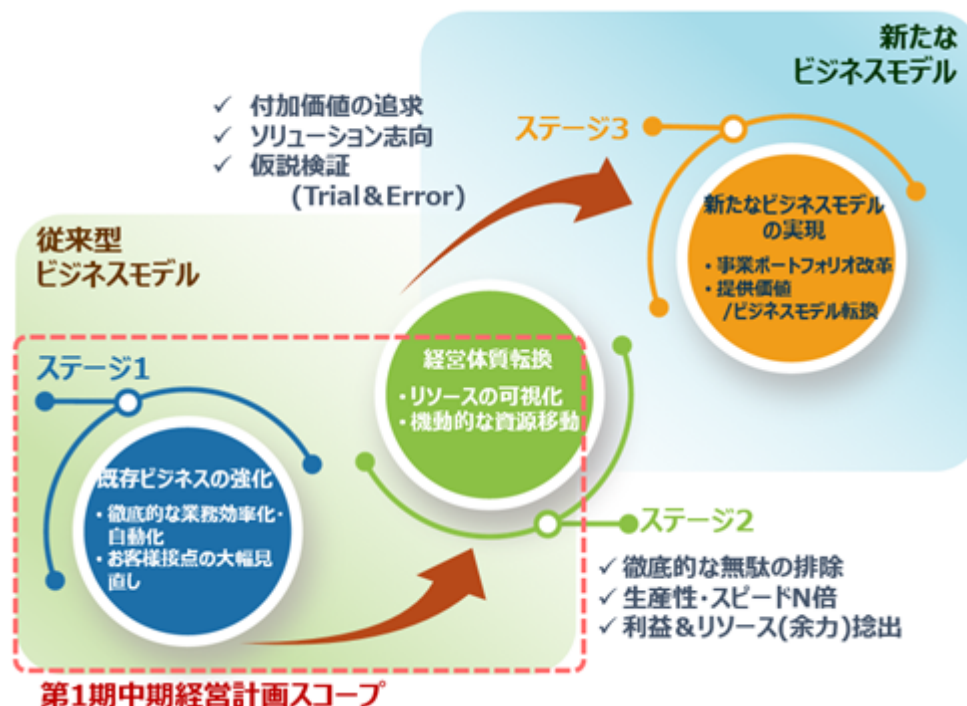 新たな
ビジネスモデル
✓ 付加価値の追求
✓ ソリューション志向
✓ 仮説検証
(Trial&Error)
ステージ3
新たなビジネスモデル
の実現
・事業ポートフォリオ改革
・提供価値
/ビジネスモデル転換
従来型
ビジネスモデル
経営体質転換
・リソースの可視化
・機動的な資源移動
ステージ1
既存ビジネスの強化
・徹底的な業務効率化・
自動化
・お客様接点の大幅見
直し
ステージ2
✓ 徹底的な無駄の排除
✓ 生産性・スピードN倍
✓ 利益&リソース(余力)捻出
第1期中期経営計画スコープ